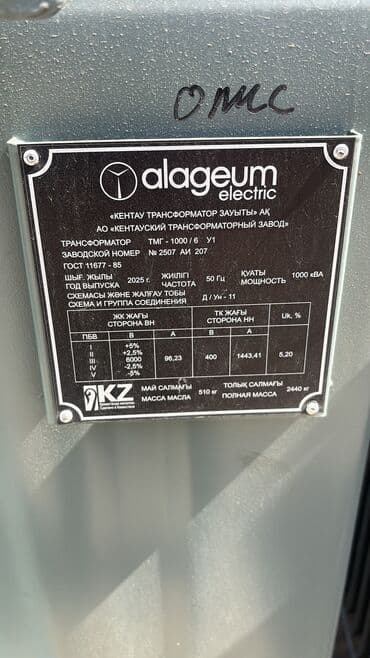 ОМТС
alageum
electric
«КЕНТАУ ТРАНСФОРМАТОР ЗАУЫТЫ» АҚ
АО «КЕНТАУСКИЙ ТРАНСФОРМАТОРНЫЙ ЗАВОД»
ТРАНСФОРМАТОР ТМГ - 1000 / 6 У1
ЗАВОДСКОЙ НОМЕР № 2507 АИ 207
ГОСТ 11677 - 85
ШЫҒ. ЖЫЛЫ
ГОД ВЫПУСКА 2025 г.
ЖИІЛІГІ
ЧАСТОТА 50 Гц
ҚУАТЫ
МОЩНОСТЬ 1000 кВА
СХЕМАСЫ ЖӘНЕ ЖАЛҒАУ ТОБЫ
СХЕМА И ГРУППА СОЕДИНЕНИЯ Д / Ун - 11
ЖК ЖАҒЫ
СТОРОНА ВН
ТК ЖАҒЫ
СТОРОНА НН
Uк. %
ПБВ В А В А
I +5%
II +2,5%
III 6000 96,23 400 1443,41 5,20
IV -2,5%
V -5%
KZ
МАЙ САЛМАҒЫ
МАССА МАСЛА 510 кг
ТОЛЫҚ САЛМАҒЫ
ПОЛНАЯ МАССА 2440 кг